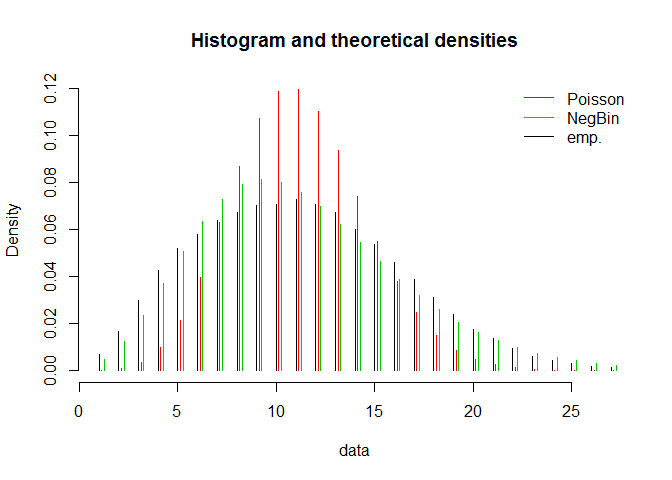 Histogram and theoretical densities
Poisson
NegBin
emp.
Density
0.12
0.10
0.08
0.06
0.04
0.02
0.00
0 5 10 15 20 25
data